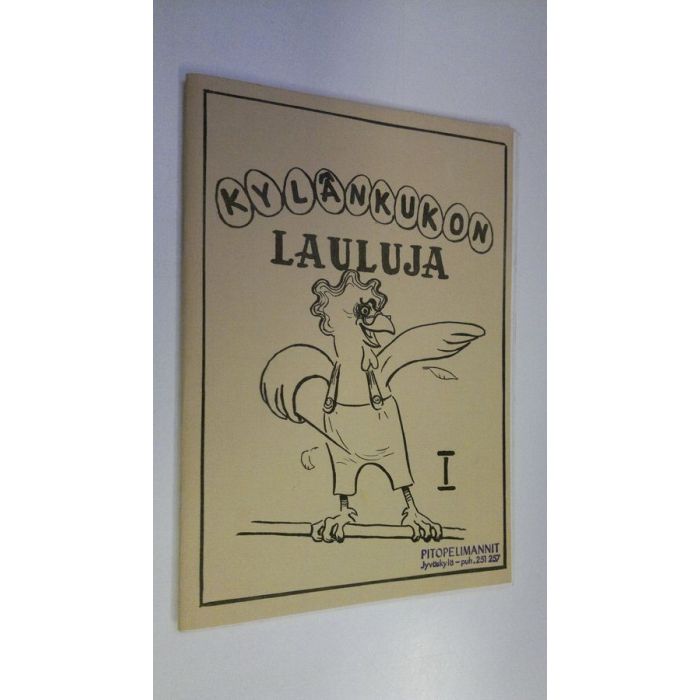 KYLÄNKUKON
LAULUJA
I
PITOPELIMANNIT
Jyväskylä – puh. 251 257